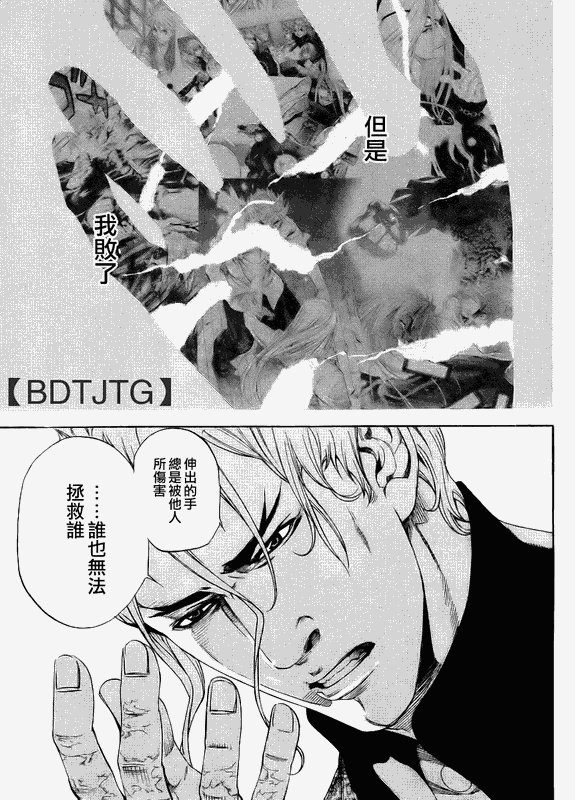 但是
我敗了
【BDTJTG】
伸出的手
總是被他人
所傷害
……誰也無法
拯救誰